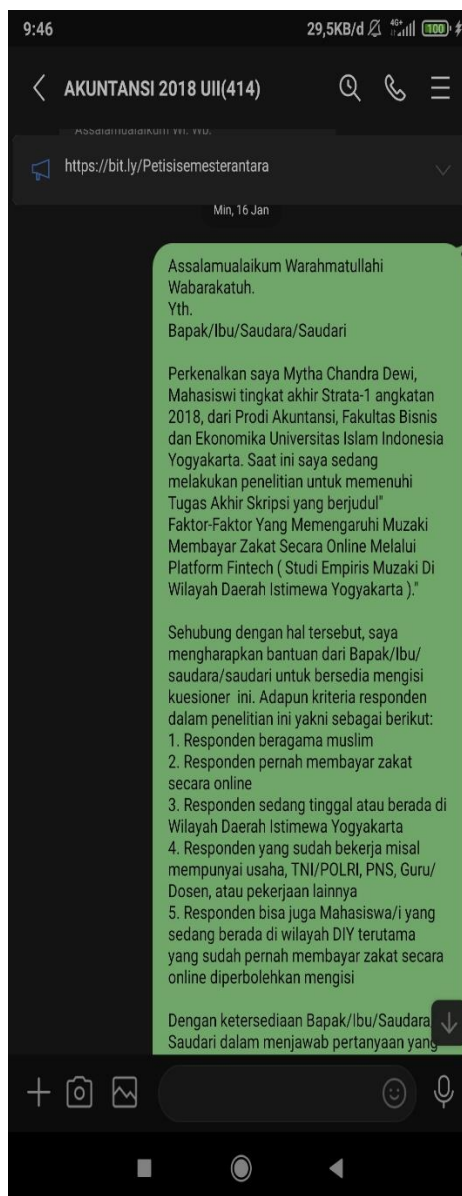 9:46
29,5KB/d 4G+ 100
AKUNTANSI 2018 UII(414)
Assalamualaikum Wr. Wb.
https://bit.ly/Petisisemesterantara
Min, 16 Jan
Assalamualaikum Warahmatullahi
Wabarakatuh.
Yth.
Bapak/Ibu/Saudara/Saudari
Perkenalkan saya Mytha Chandra Dewi,
Mahasiswi tingkat akhir Strata-1 angkatan
2018, dari Prodi Akuntansi, Fakultas Bisnis
dan Ekonomika Universitas Islam Indonesia
Yogyakarta. Saat ini saya sedang
melakukan penelitian untuk memenuhi
Tugas Akhir Skripsi yang berjudul"
Faktor-Faktor Yang Memengaruhi Muzaki
Membayar Zakat Secara Online Melalui
Platform Fintech ( Studi Empiris Muzaki Di
Wilayah Daerah Istimewa Yogyakarta )."
Sehubung dengan hal tersebut, saya
mengharapkan bantuan dari Bapak/Ibu/
saudara/saudari untuk bersedia mengisi
kuesioner ini. Adapun kriteria responden
dalam penelitian ini yakni sebagai berikut:
1. Responden beragama muslim
2. Responden pernah membayar zakat
secara online
3. Responden sedang tinggal atau berada di
Wilayah Daerah Istimewa Yogyakarta
4. Responden yang sudah bekerja misal
mempunyai usaha, TNI/POLRI, PNS, Guru/
Dosen, atau pekerjaan lainnya
5. Responden bisa juga Mahasiswa/i yang
sedang berada di wilayah DIY terutama
yang sudah pernah membayar zakat secara
online diperbolehkan mengisi
Dengan ketersediaan Bapak/Ibu/Saudara/
Saudari dalam menjawab pertanyaan yang